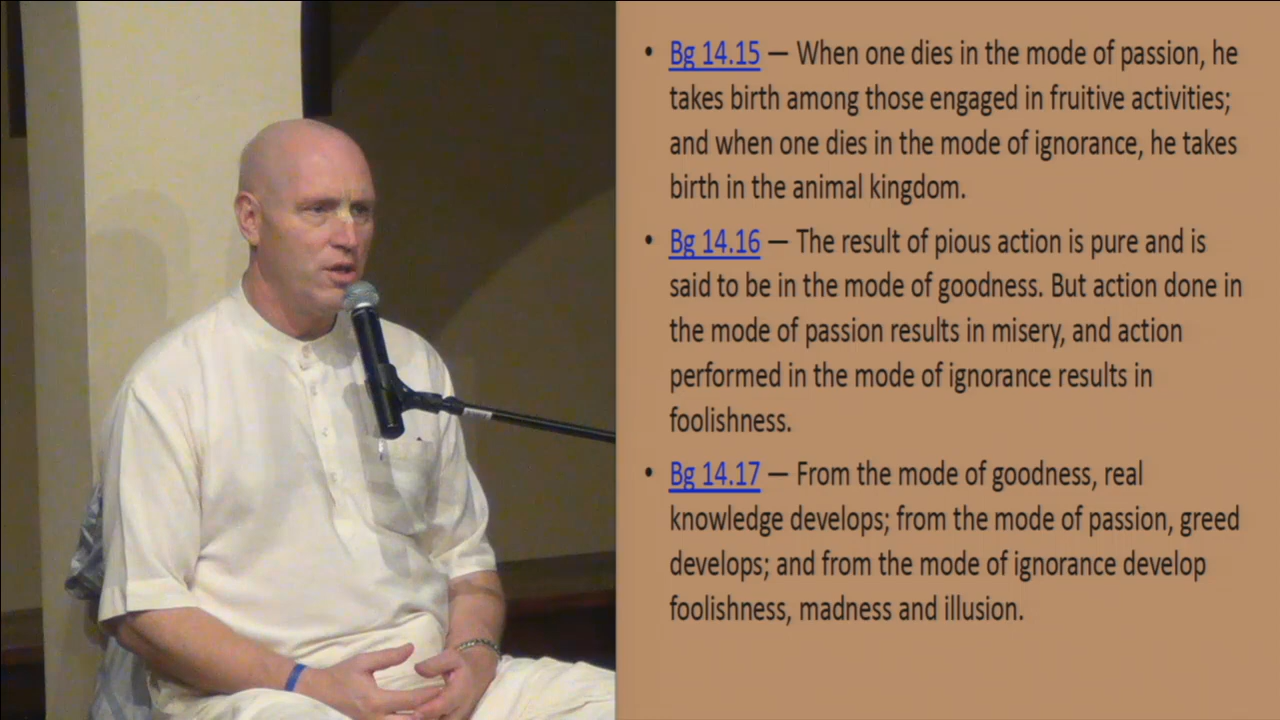 • Bg 14.15 — When one dies in the mode of passion, he
takes birth among those engaged in fruitive activities;
and when one dies in the mode of ignorance, he takes
birth in the animal kingdom.
• Bg 14.16 — The result of pious action is pure and is
said to be in the mode of goodness. But action done in
the mode of passion results in misery, and action
performed in the mode of ignorance results in
foolishness.
• Bg 14.17 — From the mode of goodness, real
knowledge develops; from the mode of passion, greed
develops; and from the mode of ignorance develop
foolishness, madness and illusion.